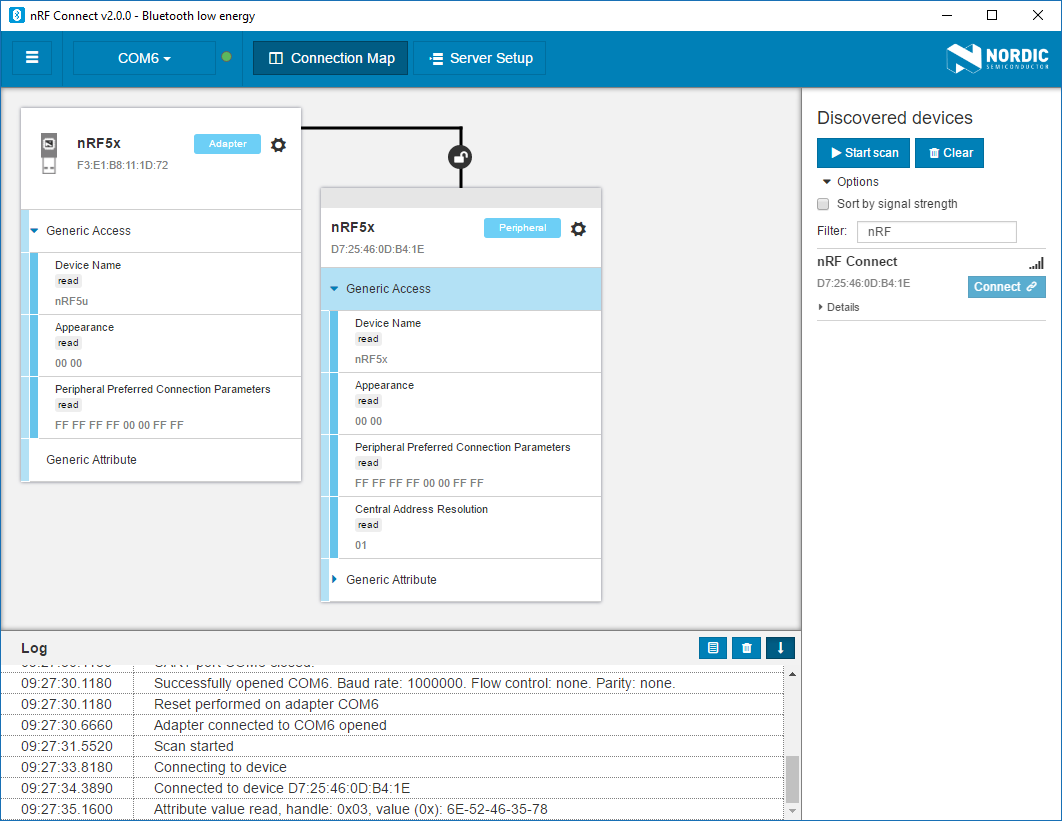 nRF Connect v2.0.0 - Bluetooth low energy
COM6
Connection Map
Server Setup
NORDIC
SEMICONDUCTOR
nRF5x
Adapter
F3:E1:B8:11:1D:72
Generic Access
Device Name
read
nRF5u
Appearance
read
00 00
Peripheral Preferred Connection Parameters
read
FF FF FF FF 00 00 FF FF
Generic Attribute
nRF5x
Peripheral
D7:25:46:0D:B4:1E
Generic Access
Device Name
read
nRF5x
Appearance
read
00 00
Peripheral Preferred Connection Parameters
read
FF FF FF FF 00 00 FF FF
Central Address Resolution
read
01
Generic Attribute
Discovered devices
Start scan
Clear
Options
Sort by signal strength
Filter:
nRF
nRF Connect
D7:25:46:0D:B4:1E
Connect
Details
Log
09:27:30.1180 Successfully opened COM6. Baud rate: 1000000. Flow control: none. Parity: none.
09:27:30.1180 Reset performed on adapter COM6
09:27:30.6660 Adapter connected to COM6 opened
09:27:31.5520 Scan started
09:27:33.8180 Connecting to device
09:27:34.3890 Connected to device D7:25:46:0D:B4:1E
09:27:35.1600 Attribute value read, handle: 0x03, value (0x): 6E-52-46-35-78